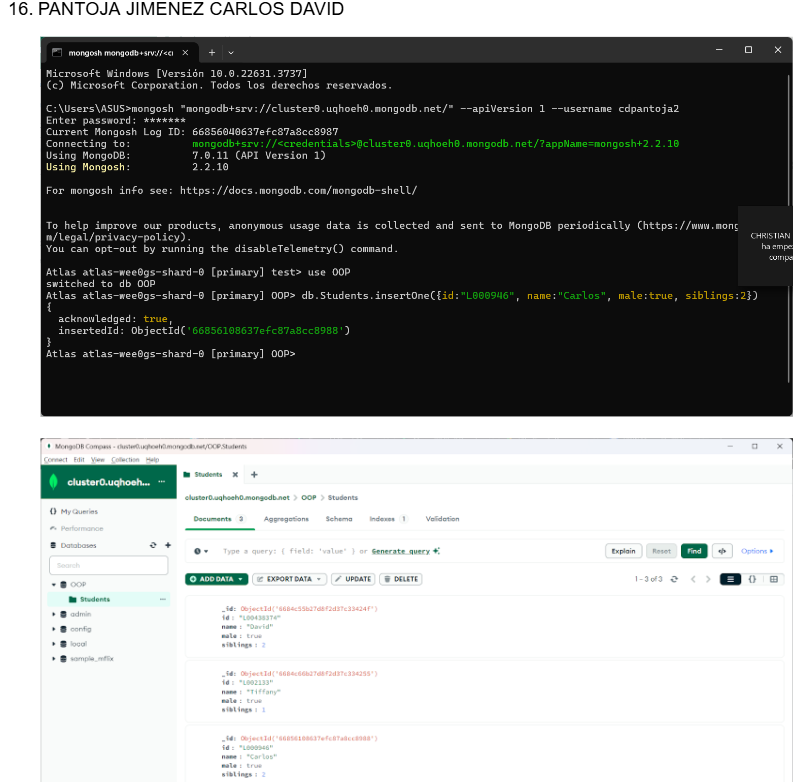 16. PANTOJA JIMENEZ CARLOS DAVID
mongosh mongodb+srv://<ci
Microsoft Windows [Versión 10.0.22631.3737]
(c) Microsoft Corporation. Todos los derechos reservados.
C:\Users\ASUS>mongosh "mongodb+srv://cluster0.uqhoeh0.mongodb.net/" --apiVersion 1 --username cdpantoja2
Enter password: *******
Current Mongosh Log ID: 66856040637efc87a8cc8987
Connecting to: mongodb+srv://<credentials>@cluster0.uqhoeh0.mongodb.net/?appName=mongosh+2.2.10
Using MongoDB: 7.0.11 (API Version 1)
Using Mongosh: 2.2.10
For mongosh info see: https://docs.mongodb.com/mongodb-shell/
To help improve our products, anonymous usage data is collected and sent to MongoDB periodically (https://www.mong
m/legal/privacy-policy).
You can opt-out by running the disableTelemetry() command.
CHRISTIAN
ha empe
compa
Atlas atlas-wee0gs-shard-0 [primary] test> use OOP
switched to db OOP
Atlas atlas-wee0gs-shard-0 [primary] OOP> db.Students.insertOne({id:"L000946", name:"Carlos", male:true, siblings:2})
{
acknowledged: true,
insertedId: ObjectId('66856108637efc87a8cc8988')
}
Atlas atlas-wee0gs-shard-0 [primary] OOP>
MongoDB Compass - cluster0.uqhoeh0.mongodb.net/OOP.Students
Connect Edit View Collection Help
cluster0.uqhoeh... ···
Students
cluster0.uqhoeh0.mongodb.net > OOP > Students
My Queries
Performance
Databases
Search
OOP
Students
admin
config
local
sample_mflix
Documents 3 Aggregations Schema Indexes 1 Validation
Type a query: { field: 'value' } or Generate query
Explain Reset Find </> Options
ADD DATA EXPORT DATA UPDATE DELETE
1 - 3 of 3
_id: ObjectId('6684c55b27d8f2d37c33424f')
id : "L00438374"
name : "David"
male : true
siblings : 2
_id: ObjectId('6684c66b27d8f2d37c334255')
id : "L002133"
name : "Tiffany"
male : true
siblings : 1
_id: ObjectId('66856108637efc87a8cc8988')
id : "L000946"
name : "Carlos"
male : true
siblings : 2